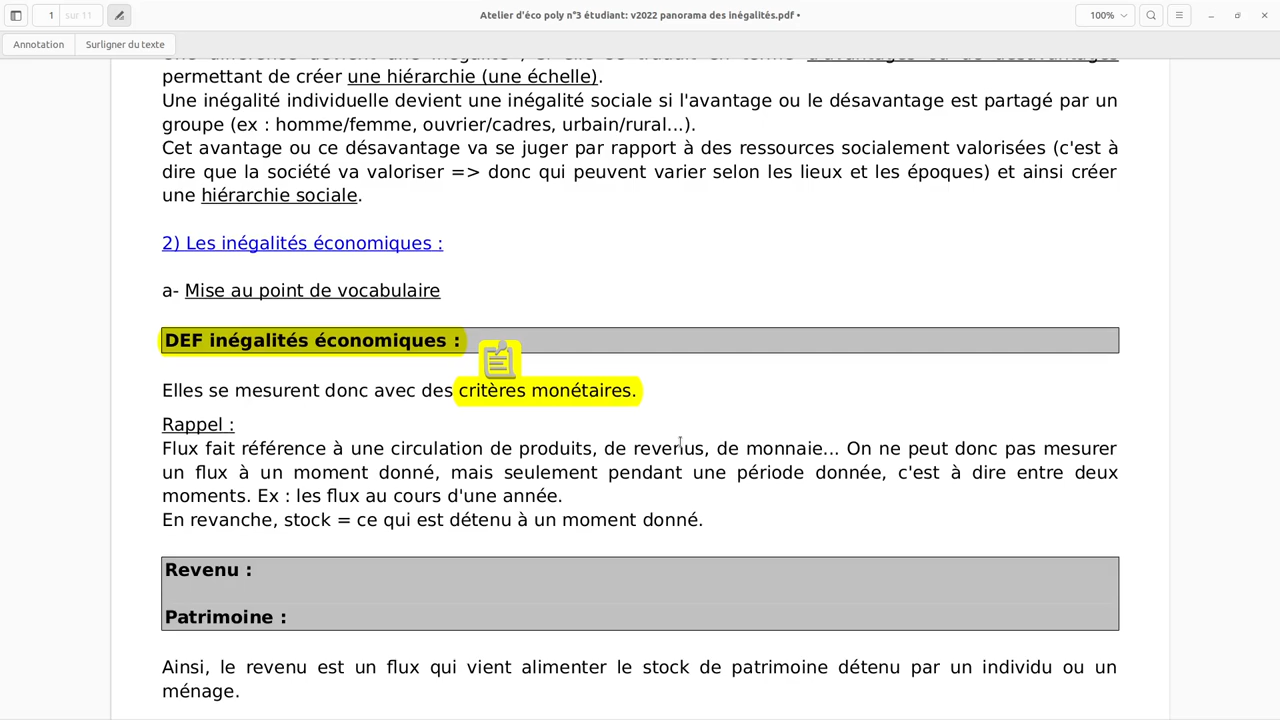 1 sur 11
Atelier d'éco poly n°3 étudiant: v2022 panorama des inégalités.pdf •
100%
Annotation
Surligner du texte
permettant de créer une hiérarchie (une échelle).
Une inégalité individuelle devient une inégalité sociale si l'avantage ou le désavantage est partagé par un
groupe (ex : homme/femme, ouvrier/cadres, urbain/rural...).
Cet avantage ou ce désavantage va se juger par rapport à des ressources socialement valorisées (c'est à
dire que la société va valoriser => donc qui peuvent varier selon les lieux et les époques) et ainsi créer
une hiérarchie sociale.
2) Les inégalités économiques :
a- Mise au point de vocabulaire
DEF inégalités économiques :
Elles se mesurent donc avec des critères monétaires.
Rappel :
Flux fait référence à une circulation de produits, de revenus, de monnaie... On ne peut donc pas mesurer
un flux à un moment donné, mais seulement pendant une période donnée, c'est à dire entre deux
moments. Ex : les flux au cours d'une année.
En revanche, stock = ce qui est détenu à un moment donné.
Revenu :
Patrimoine :
Ainsi, le revenu est un flux qui vient alimenter le stock de patrimoine détenu par un individu ou un
ménage.